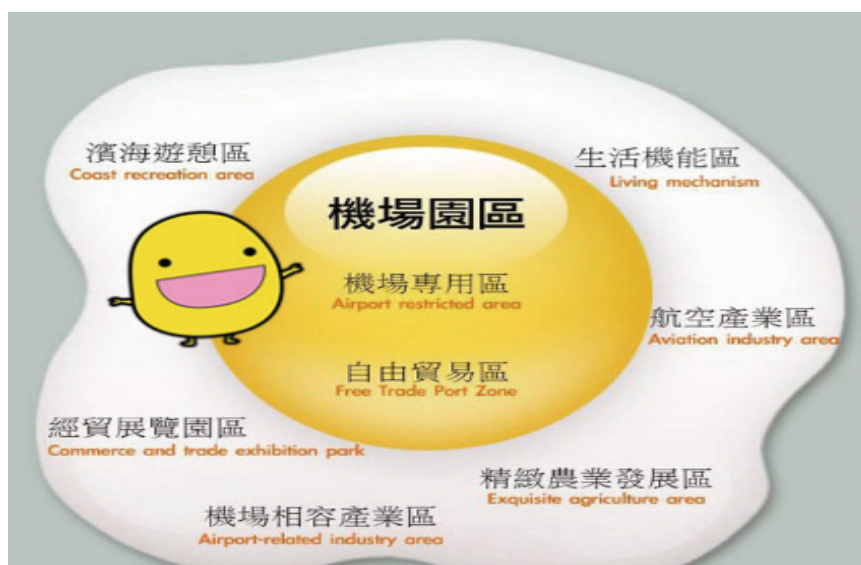 濱海遊憩區
Coast recreation area
生活機能區
Living mechanism
機場園區
機場專用區
Airport restricted area
航空產業區
Aviation industry area
自由貿易區
Free Trade Port Zone
經貿展覽園區
Commerce and trade exhibition park
精緻農業發展區
Exquisite agriculture area
機場相容產業區
Airport-related industry area